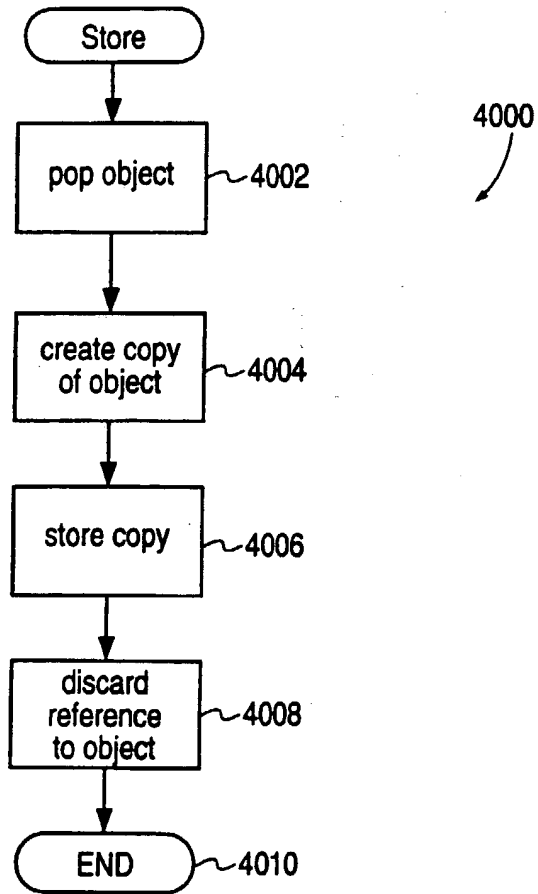 Store
4000
pop object
4002
create copy
of object
4004
store copy
4006
discard
reference
to object
4008
END
4010